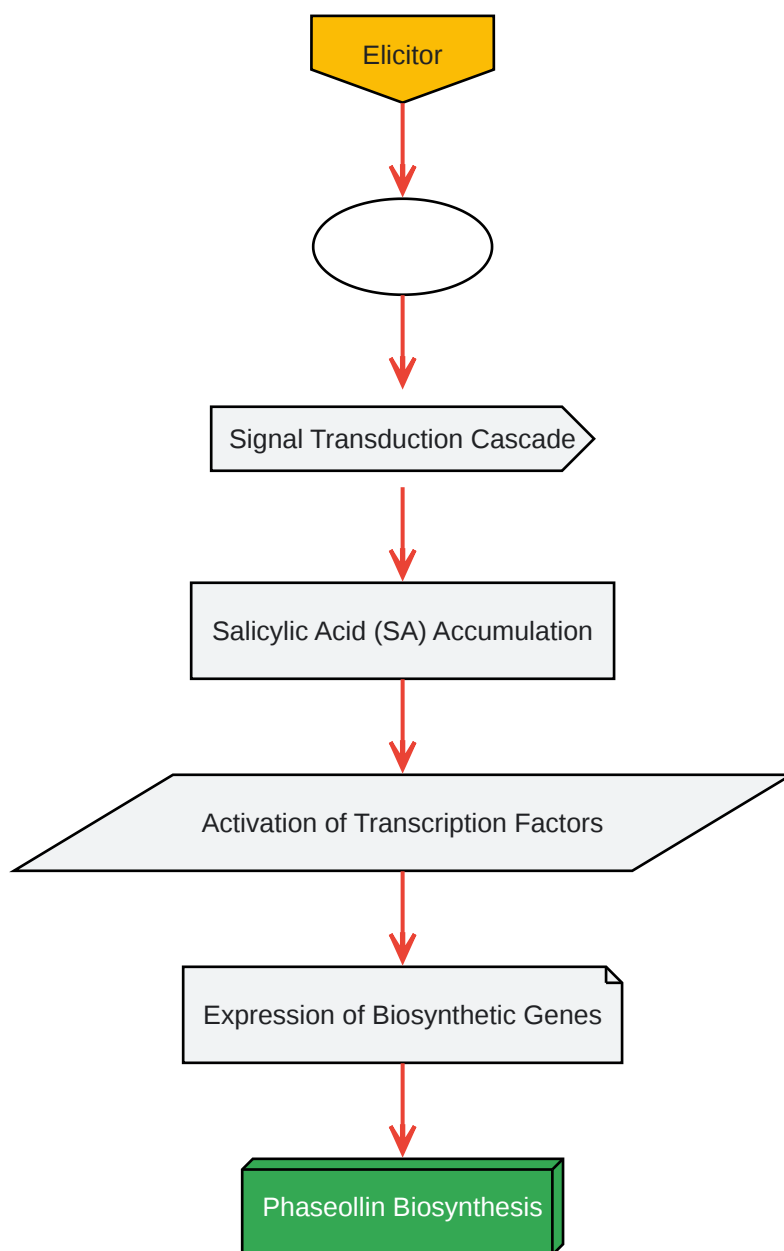 Elicitor
Signal Transduction Cascade
Salicylic Acid (SA) Accumulation
Activation of Transcription Factors
Expression of Biosynthetic Genes
Phaseollin Biosynthesis